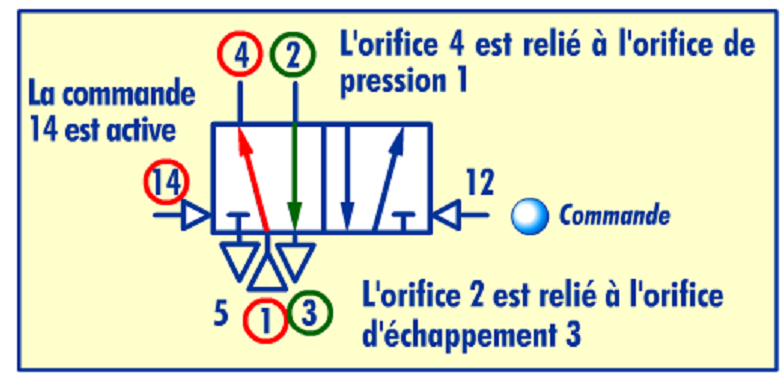 4 2
L'orifice 4 est relié à l'orifice de
pression 1
La commande
14 est active
14
12
Commande
5 1 3
L'orifice 2 est relié à l'orifice
d'échappement 3